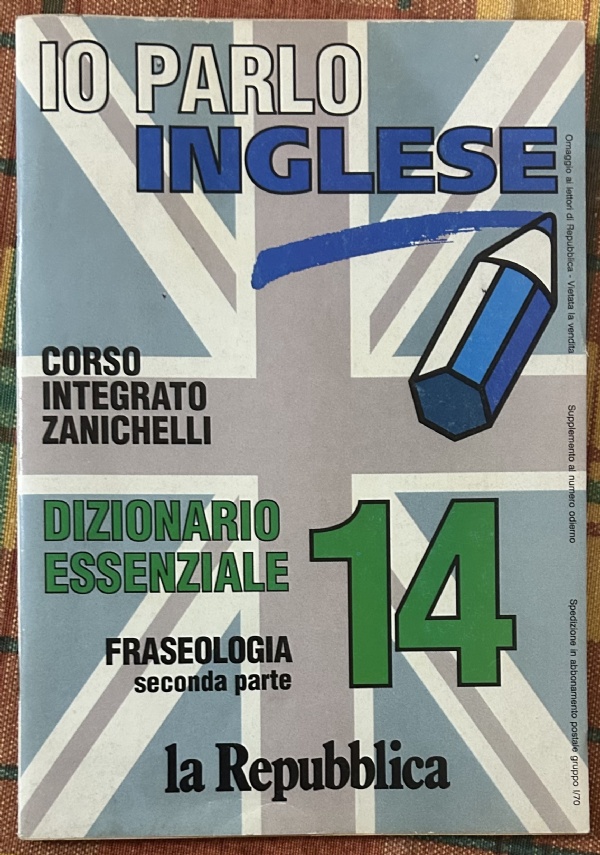 IO PARLO
INGLESE
Omaggio ai lettori di Repubblica - Vietata la vendita
CORSO
INTEGRATO
ZANICHELLI
Supplemento al numero odierno
DIZIONARIO
ESSENZIALE
14
FRASEOLOGIA
seconda parte
Spedizione in abbonamento postale gruppo I/70
la Repubblica